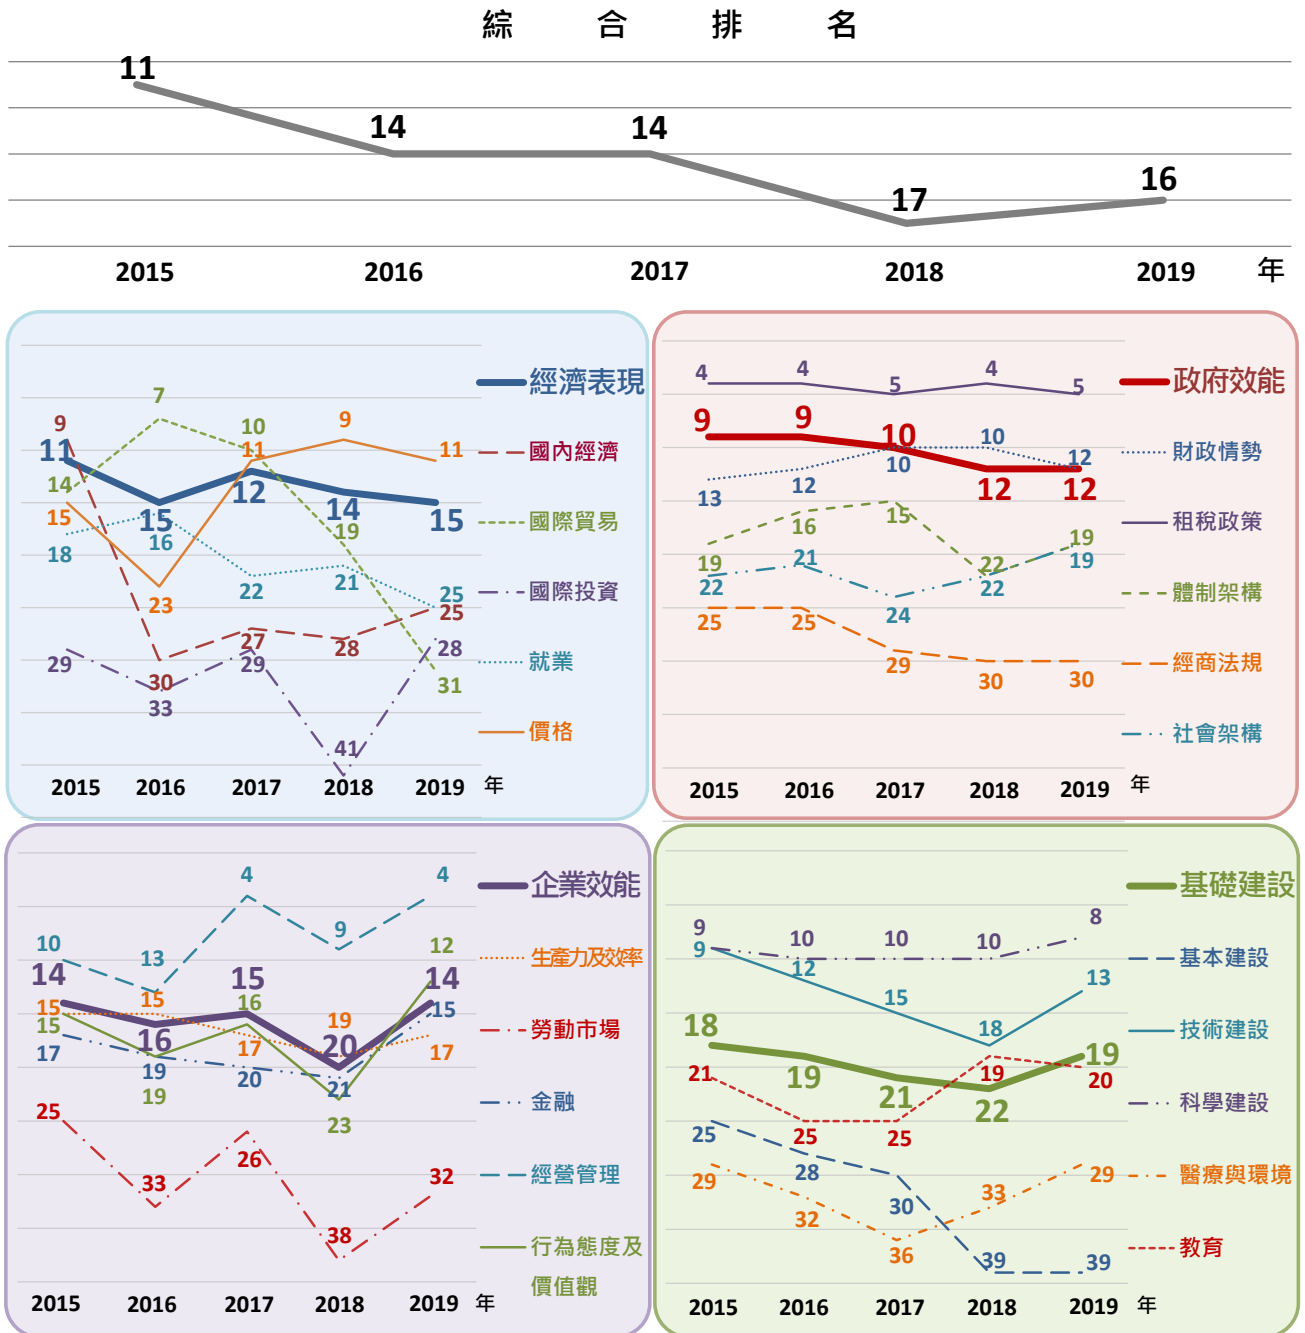 綜 合 排 名
11
14
14
17
16
2015 2016 2017 2018 2019 年
經濟表現
國內經濟
國際貿易
國際投資
就業
價格
11 15 12 14 15
9 30 27 28 25
14 7 10 19 31
29 33 29 41 28
18 16 22 21 25
15 23 11 9 11
2015 2016 2017 2018 2019 年
政府效能
財政情勢
租稅政策
體制架構
經商法規
社會架構
9 9 10 12 12
13 12 10 10 12
4 4 5 4 5
19 16 15 22 19
25 25 29 30 30
22 21 24 22 19
2015 2016 2017 2018 2019 年
企業效能
生產力及效率
勞動市場
金融
經營管理
行為態度及
價值觀
14 16 15 20 14
15 15 17 19 17
25 33 26 38 32
17 19 20 21 15
10 13 4 9 4
15 19 16 23 12
2015 2016 2017 2018 2019 年
基礎建設
基本建設
技術建設
科學建設
醫療與環境
教育
18 19 21 22 19
25 28 30 39 39
9 12 15 18 13
9 10 10 10 8
29 32 36 33 29
21 25 25 19 20
2015 2016 2017 2018 2019 年